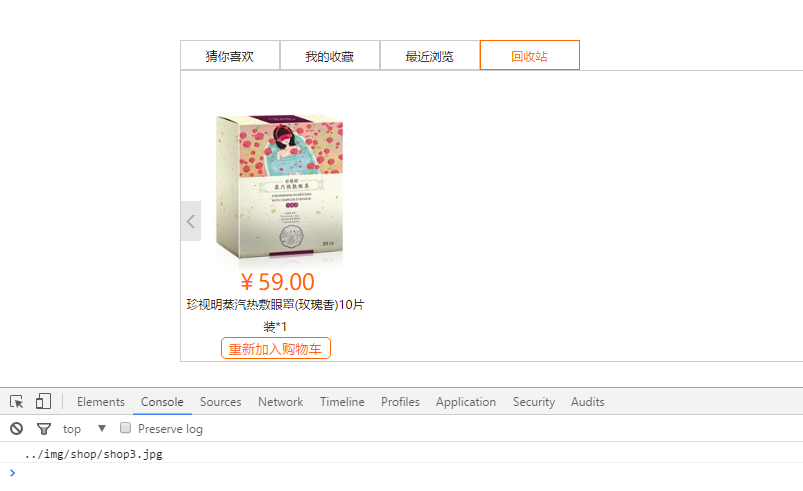 猜你喜欢 我的收藏 最近浏览 回收站
¥59.00
珍视明蒸汽热敷眼罩(玫瑰香)10片
装*1
重新加入购物车
Elements Console Sources Network Timeline Profiles Application Security Audits
top Preserve log
../img/shop/shop3.jpg